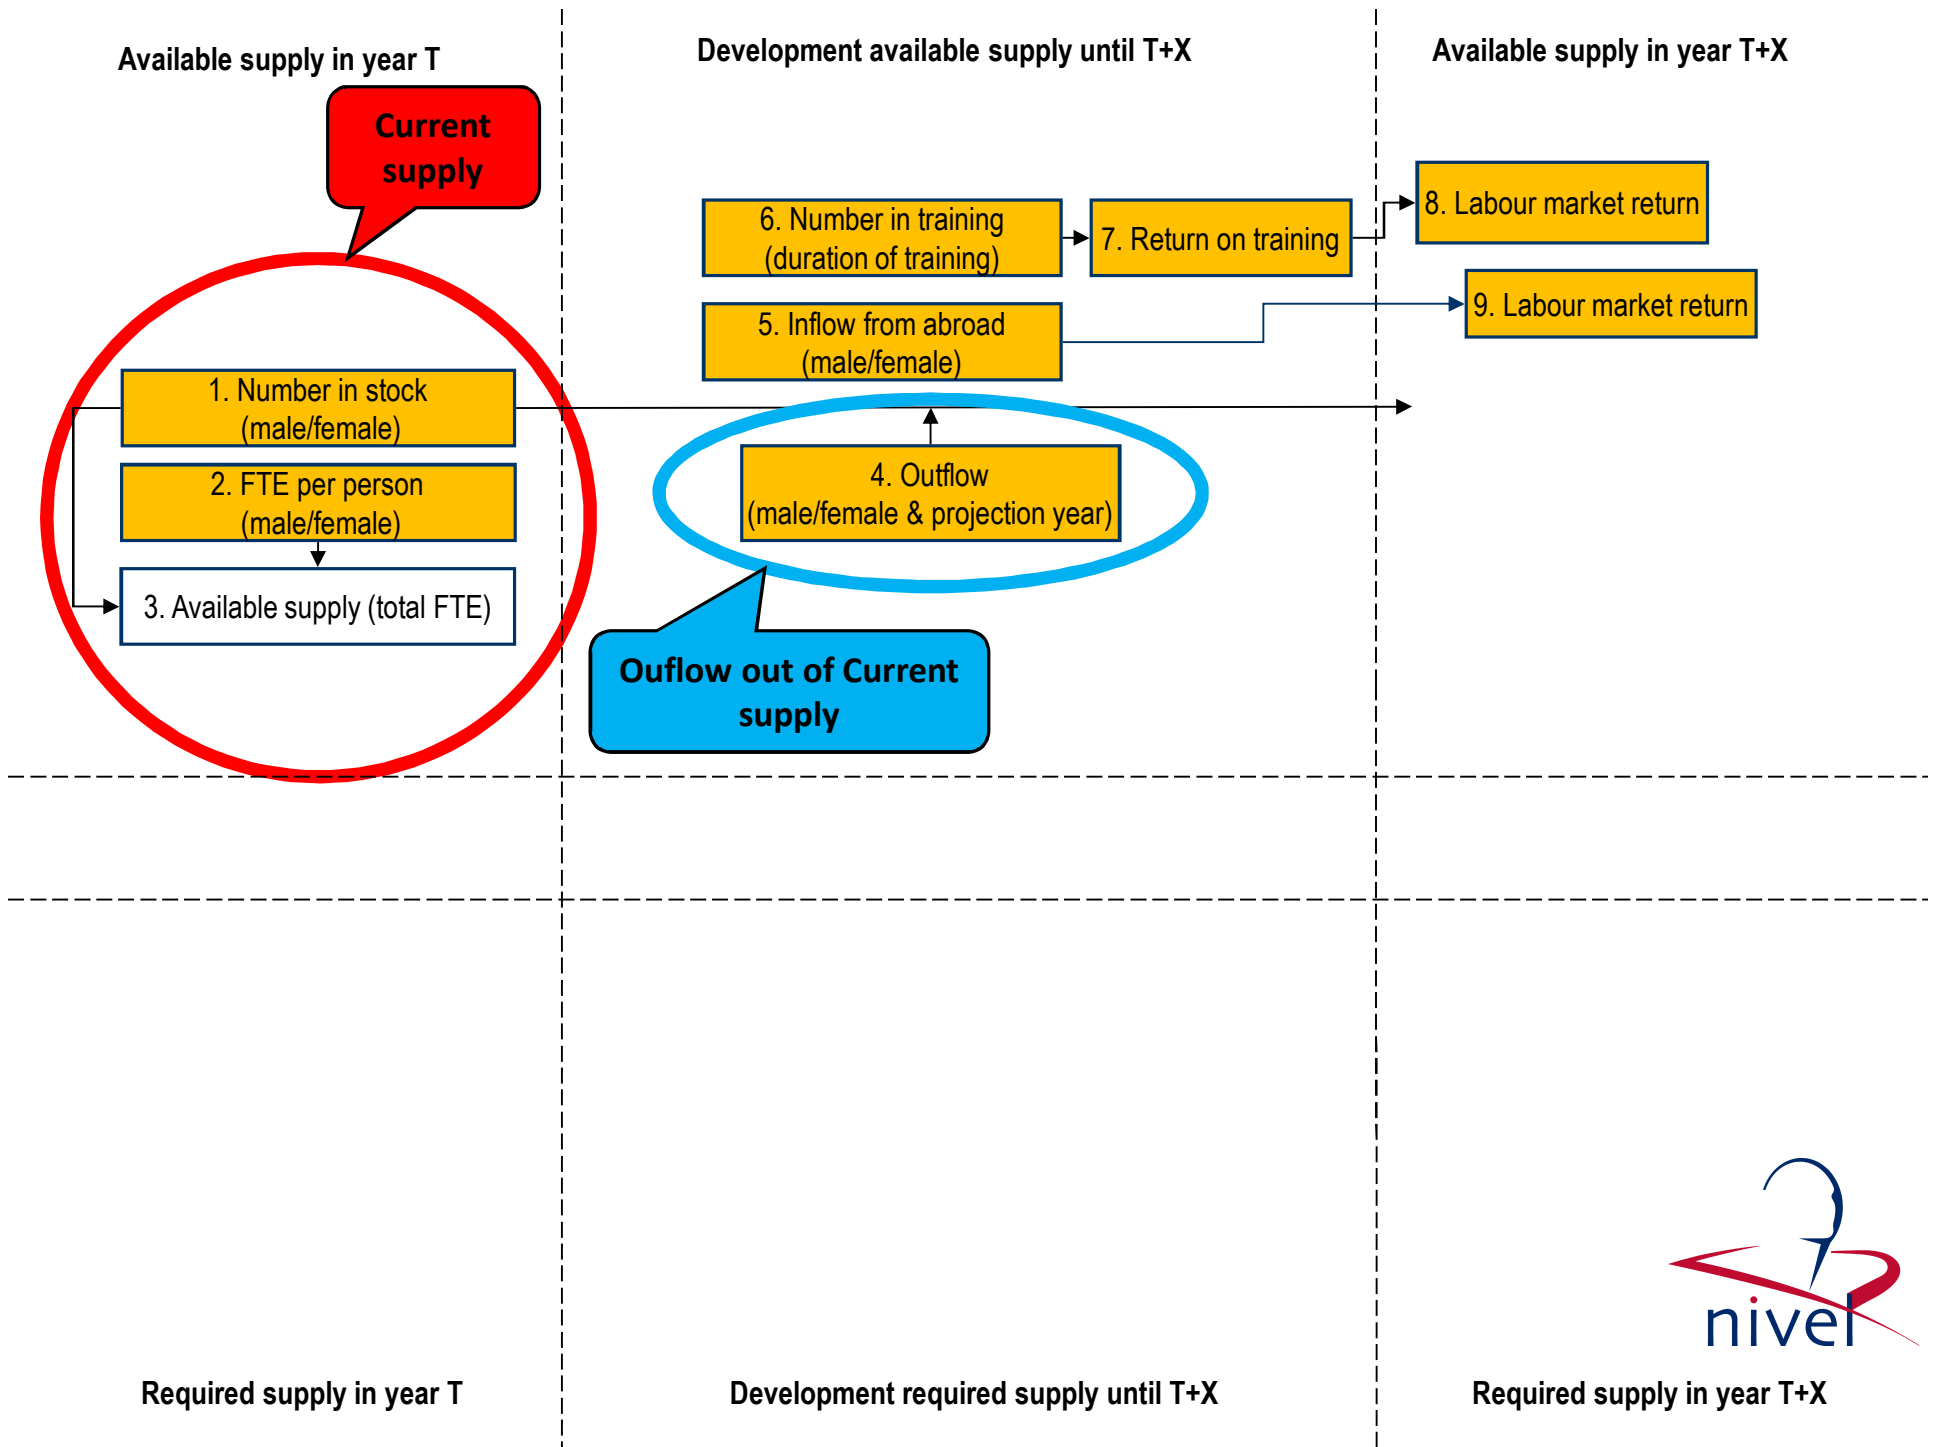 Available supply in year T
Development available supply until T+X
Available supply in year T+X
Current
supply
6. Number in training
(duration of training)
7. Return on training
8. Labour market return
5. Inflow from abroad
(male/female)
9. Labour market return
1. Number in stock
(male/female)
2. FTE per person
(male/female)
3. Available supply (total FTE)
4. Outflow
(male/female & projection year)
Ouflow out of Current
supply
nivel
Required supply in year T
Development required supply until T+X
Required supply in year T+X